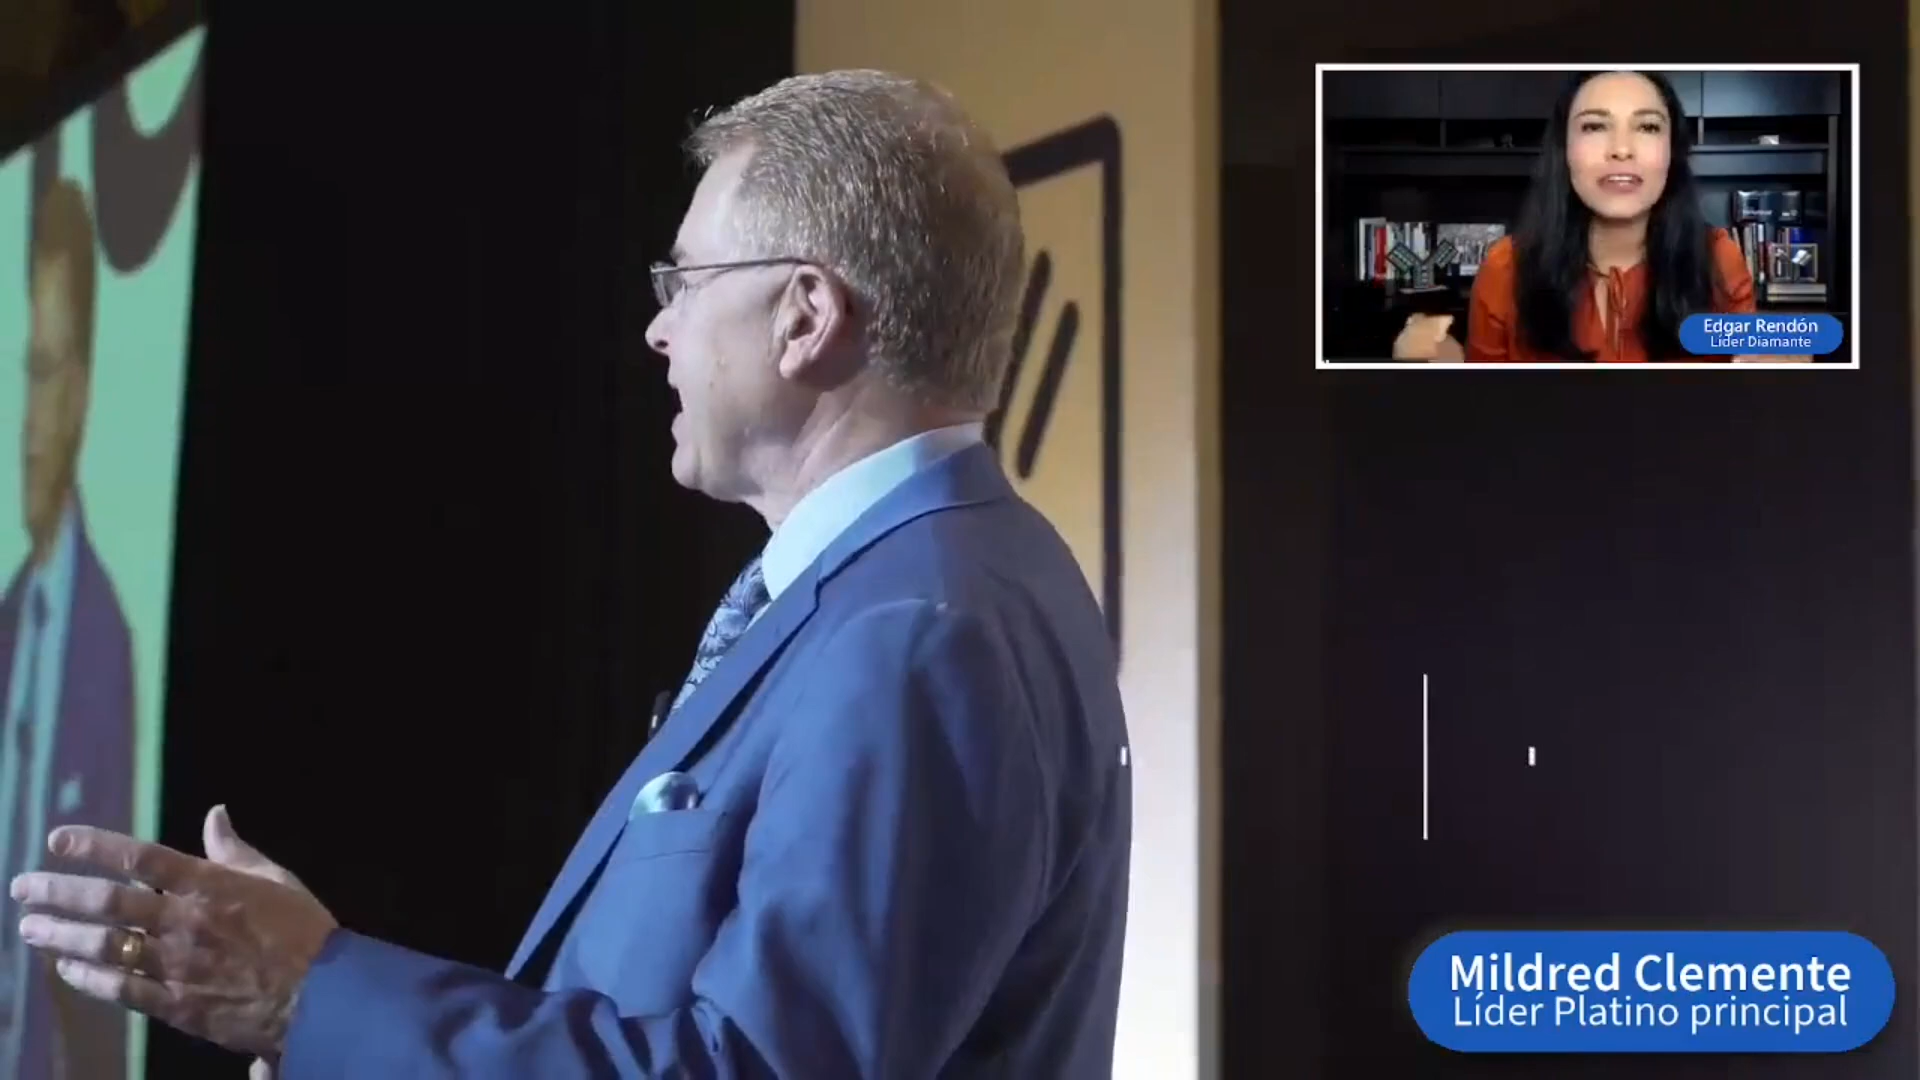 Edgar Rendón
Líder Diamante
Mildred Clemente
Líder Platino principal